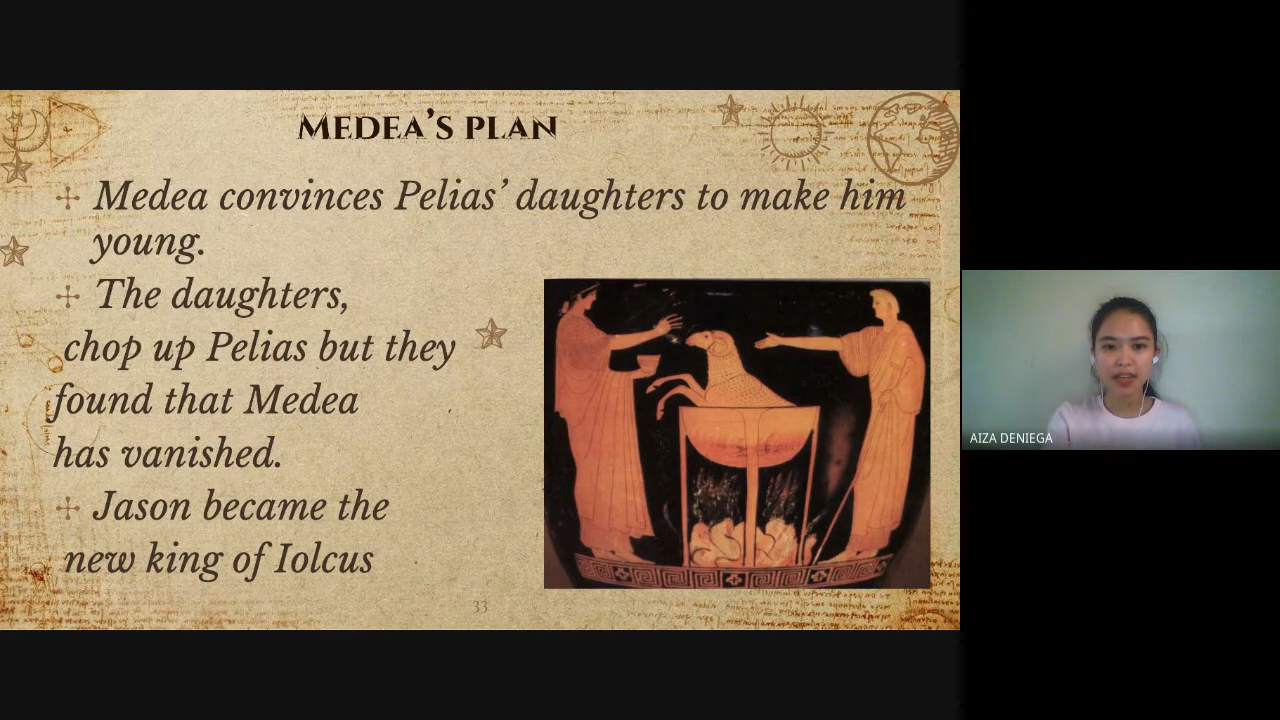 MEDEA'S PLAN
Medea convinces Pelias' daughters to make him
young.
The daughters,
chop up Pelias but they
found that Medea
has vanished.
Jason became the
new king of Iolcus
33
AIZA DENIEGA